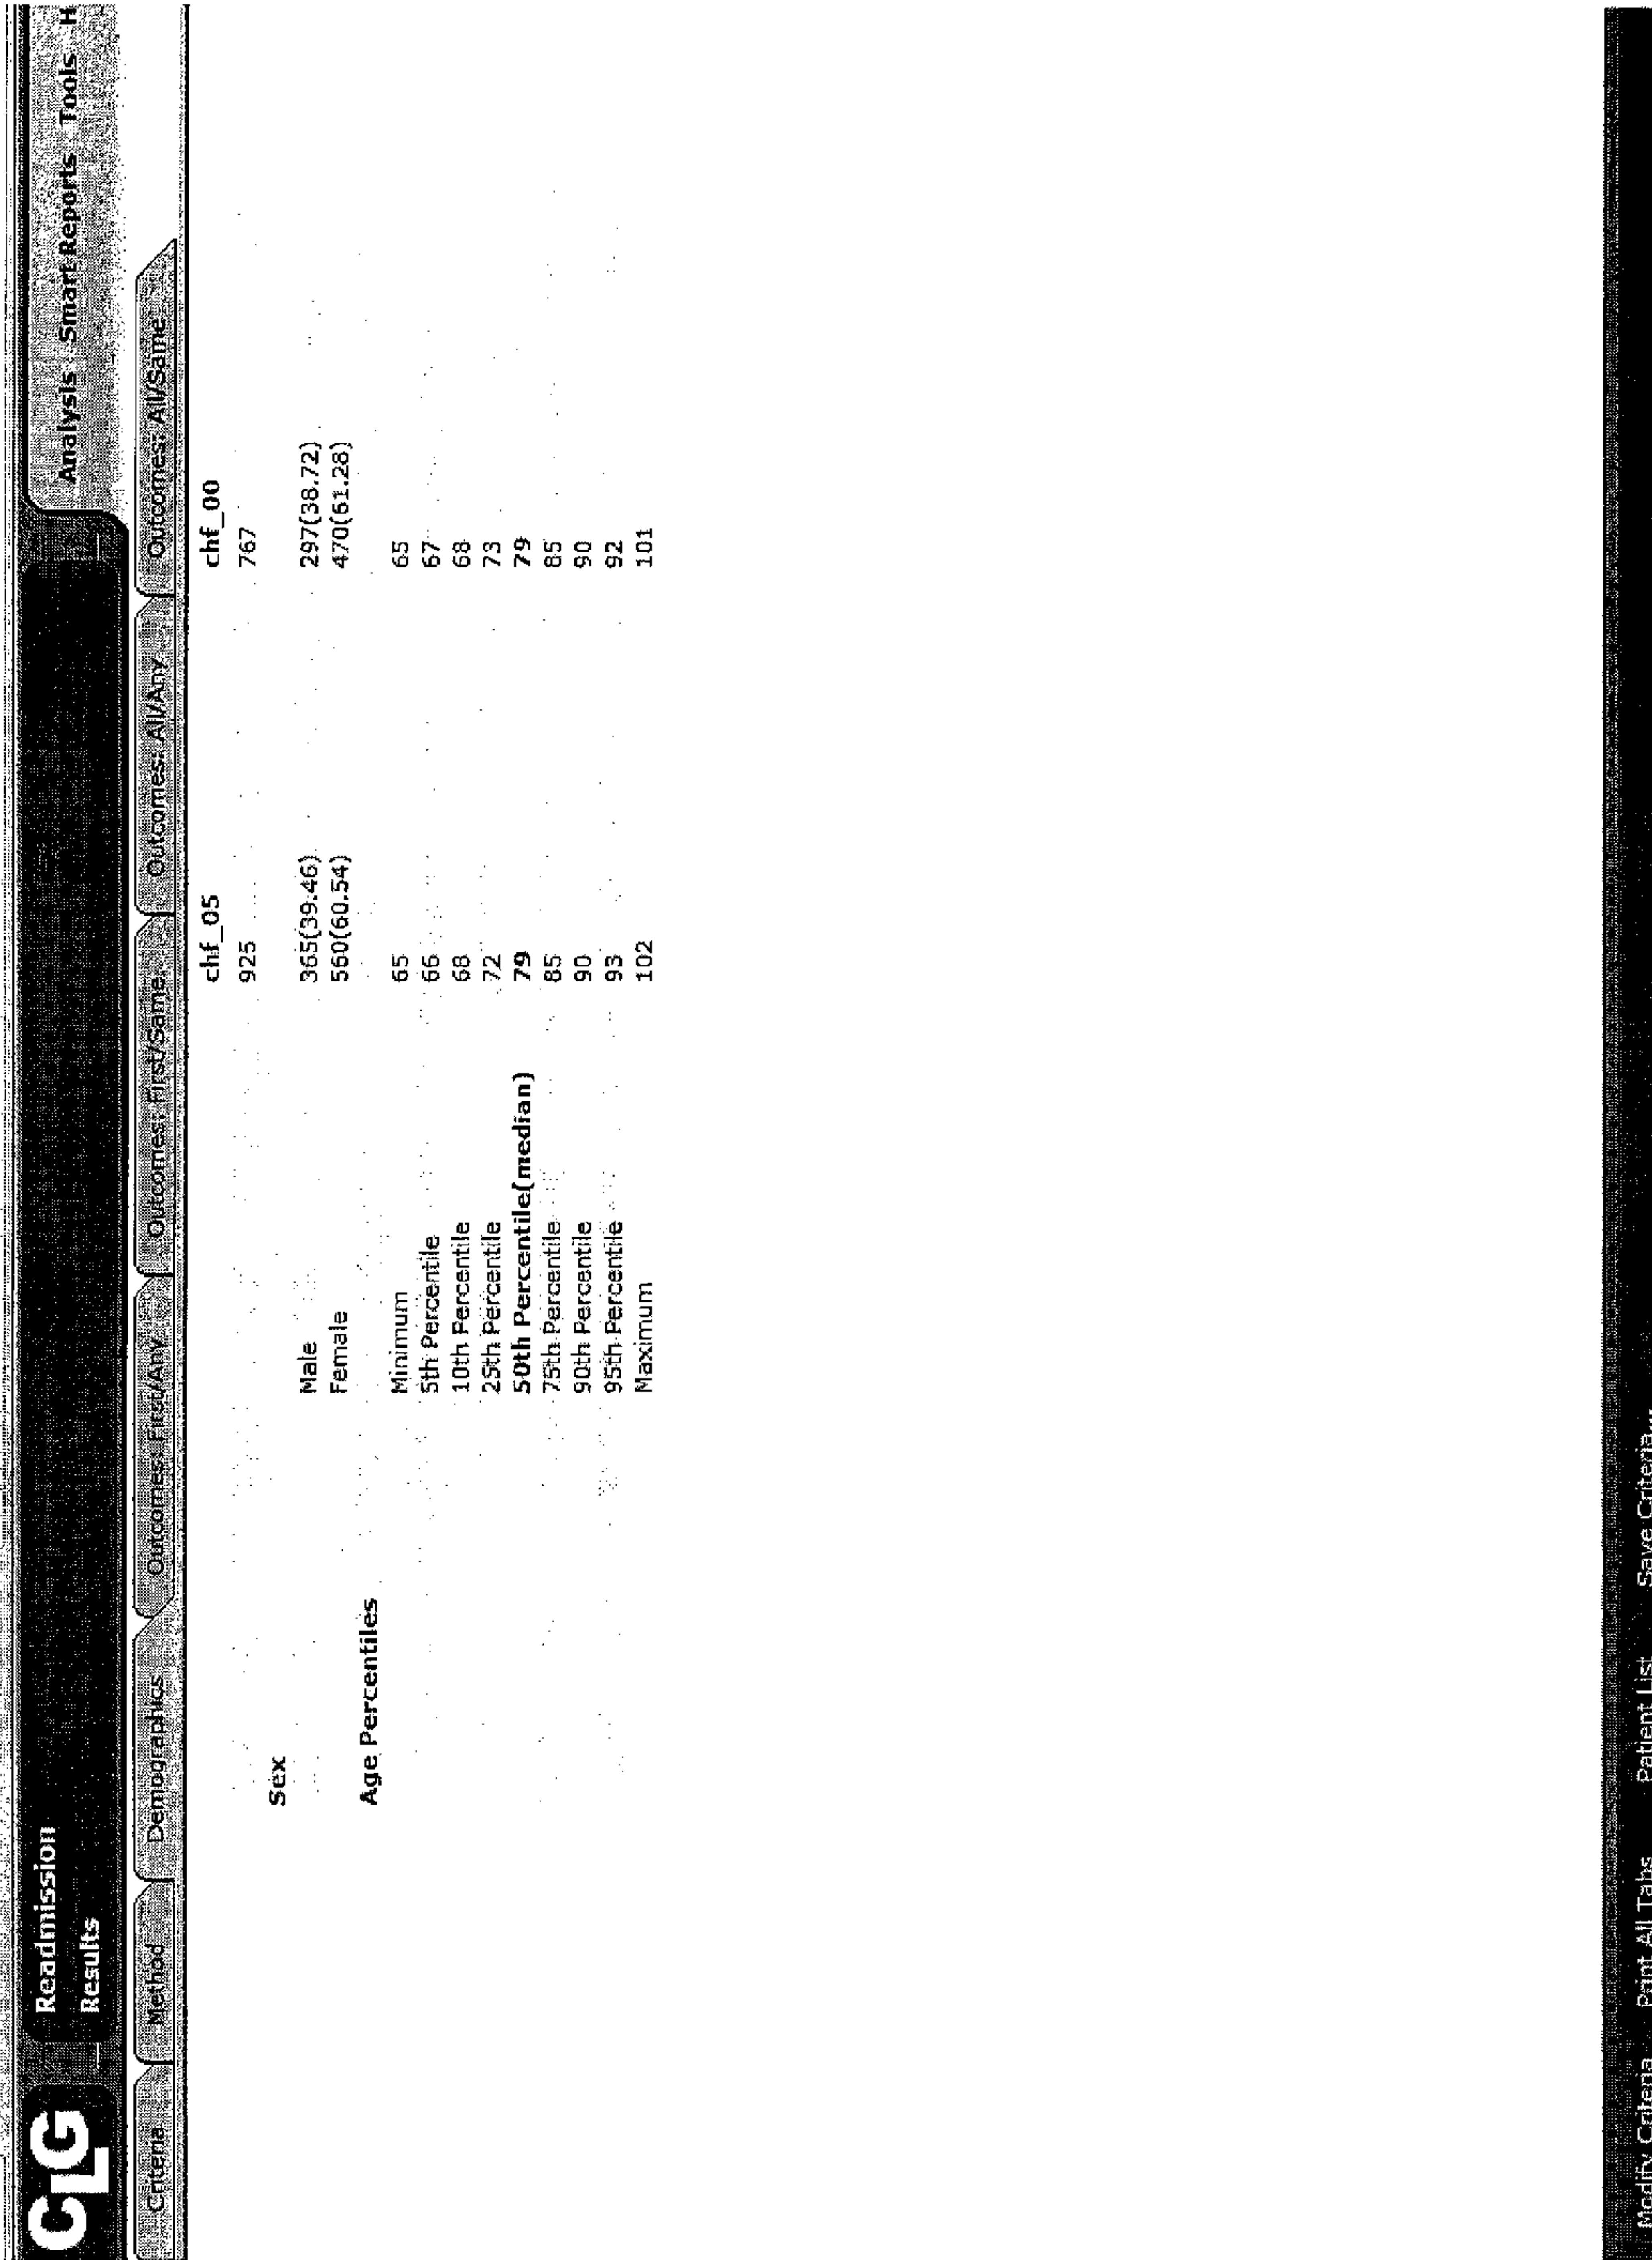 CLG
Readmission
Results
Analysis Smart Reports Tools H
Criteria Method Demographics Outcomes: First/Any Outcomes: First/Same Outcomes: All/Any Outcomes: All/Same
chf_05 chf_00
925 767
Sex
Male 365(39.46) 297(38.72)
Female 560(60.54) 470(61.28)
Age Percentiles
Minimum 65 65
5th Percentile 66 67
10th Percentile 68 68
25th Percentile 72 73
50th Percentile(median) 79 79
75th Percentile 85 85
90th Percentile 90 90
95th Percentile 93 92
Maximum 102 101
Modify Criteria Print All Tabs Patient List Save Criteria...